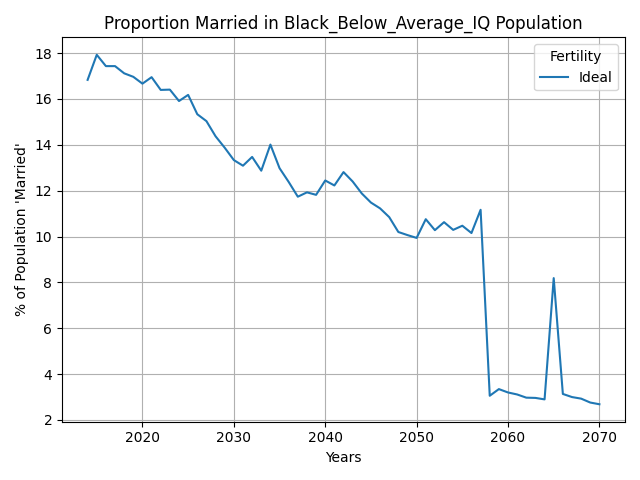 Proportion Married in Black_Below_Average_IQ Population
Fertility
Ideal
% of Population 'Married'
18
16
14
12
10
8
6
4
2
2020 2030 2040 2050 2060 2070
Years